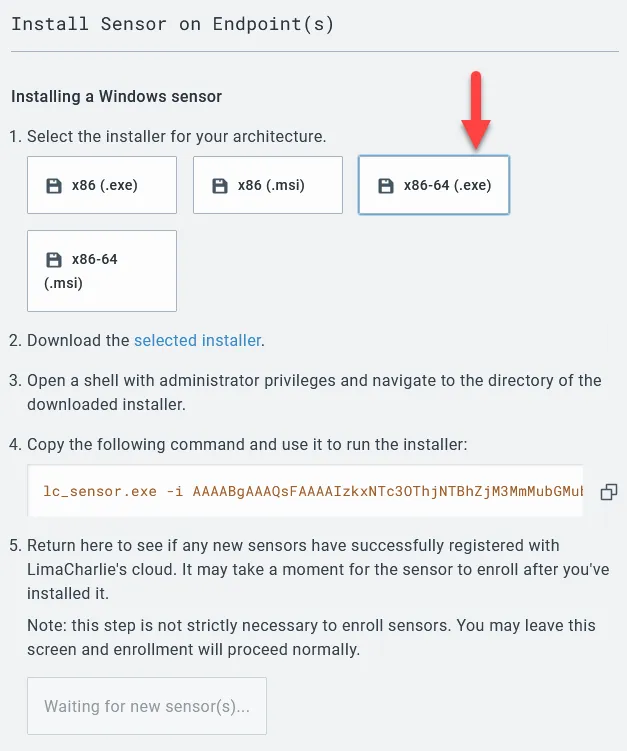 Install Sensor on Endpoint(s)
Installing a Windows sensor
1. Select the installer for your architecture.
x86 (.exe)
x86 (.msi)
x86-64 (.exe)
x86-64
(.msi)
2. Download the selected installer.
3. Open a shell with administrator privileges and navigate to the directory of the
downloaded installer.
4. Copy the following command and use it to run the installer:
lc_sensor.exe -i AAAABgAAAQsFAAAAIzkxNTc3OThjNTBhZjM3MmMubGMub
5. Return here to see if any new sensors have successfully registered with
LimaCharlie's cloud. It may take a moment for the sensor to enroll after you've
installed it.
Note: this step is not strictly necessary to enroll sensors. You may leave this
screen and enrollment will proceed normally.
Waiting for new sensor(s)...